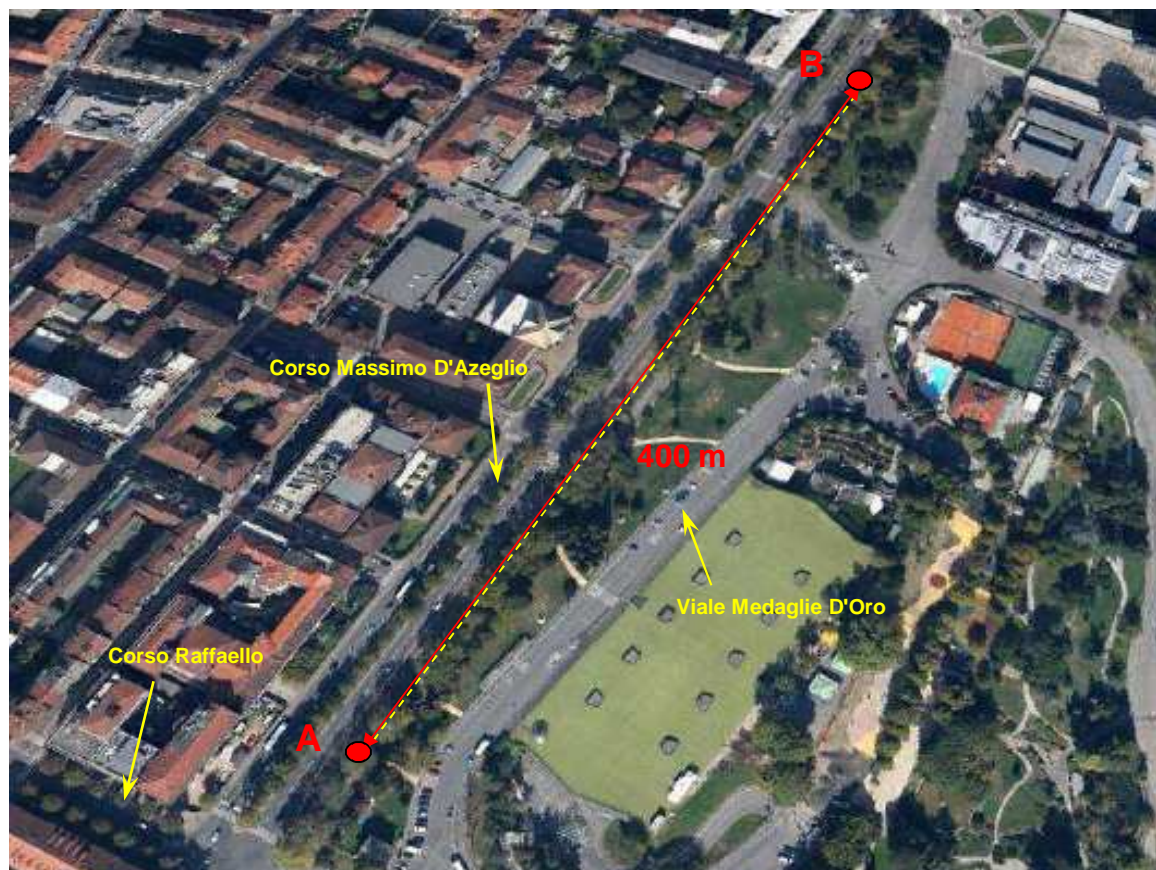 B
Corso Massimo D'Azeglio
400 m
Viale Medaglie D'Oro
Corso Raffaello
A